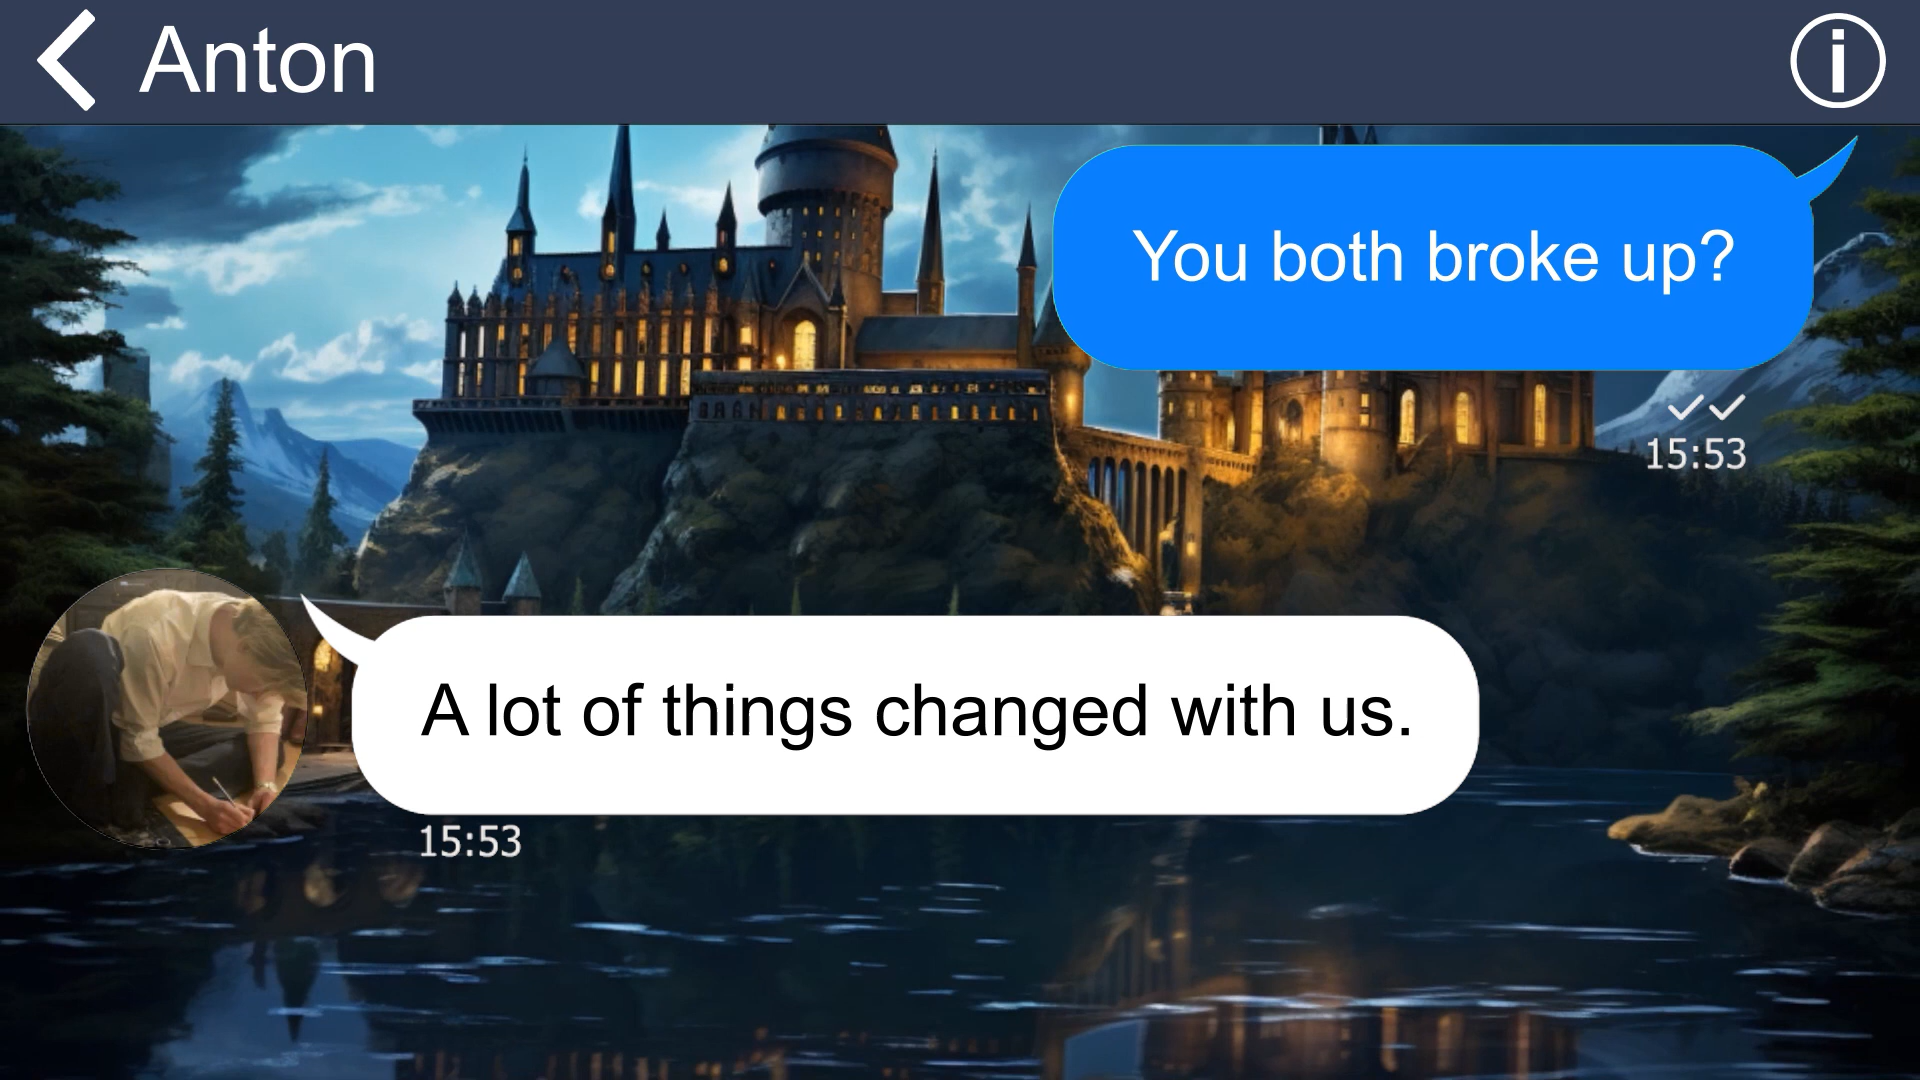 Anton
You both broke up?
15:53
A lot of things changed with us.
15:53